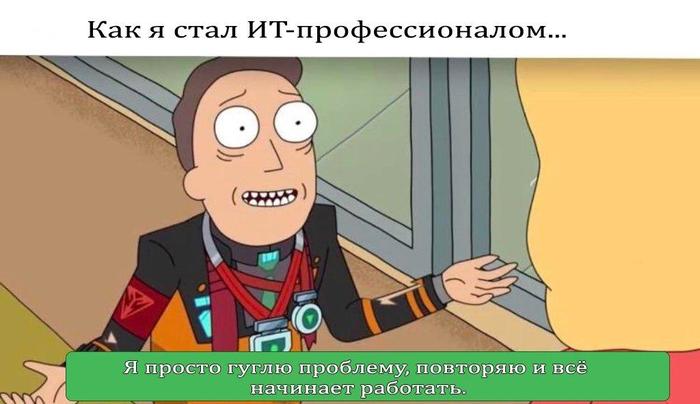 Как я стал ИТ-профессионалом...
Я просто гуглю проблему, повторяю и всё
начинает работать.